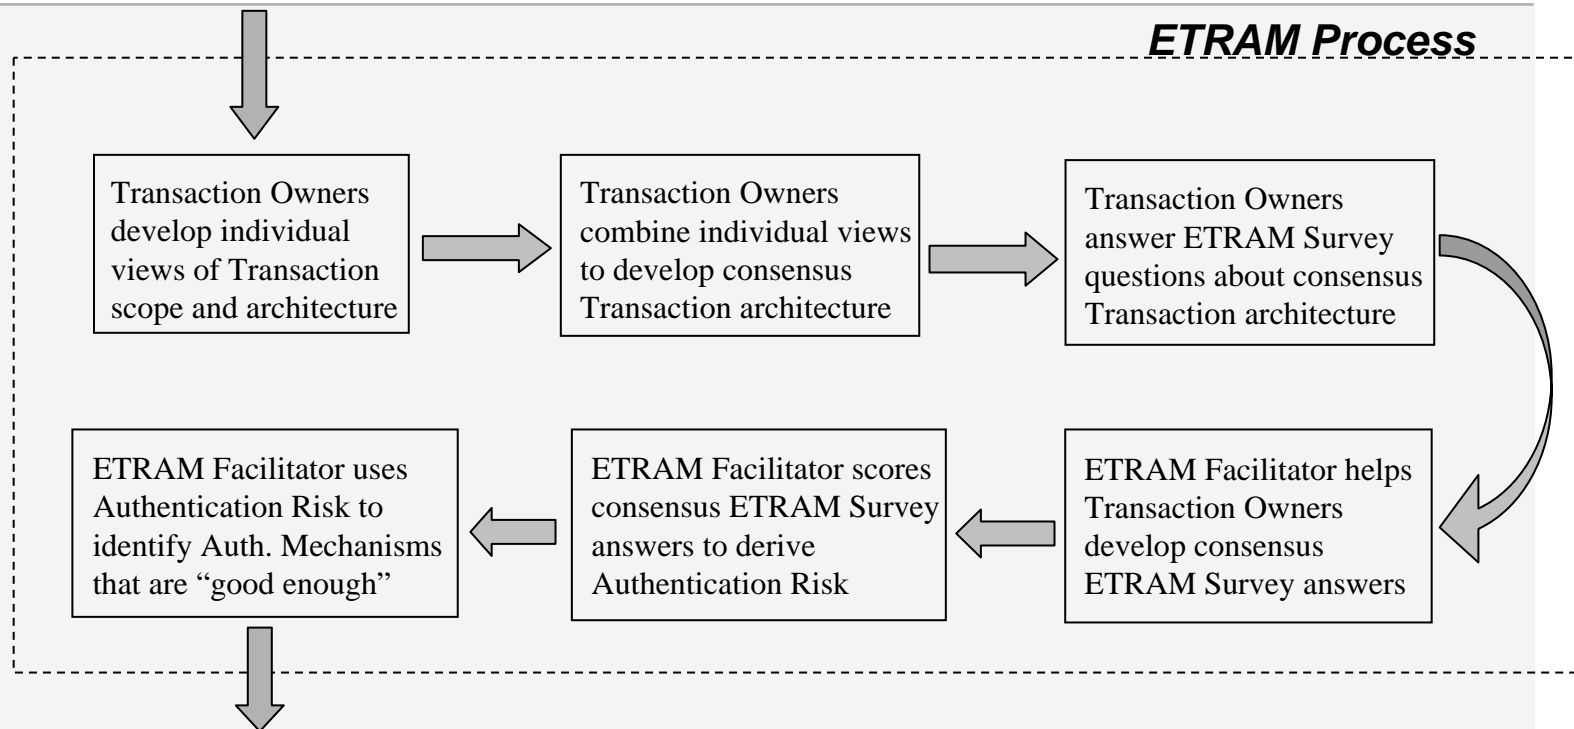 ETRAM Process
Transaction Owners
develop individual
views of Transaction
scope and architecture
Transaction Owners
combine individual views
to develop consensus
Transaction architecture
Transaction Owners
answer ETRAM Survey
questions about consensus
Transaction architecture
ETRAM Facilitator helps
Transaction Owners
develop consensus
ETRAM Survey answers
ETRAM Facilitator scores
consensus ETRAM Survey
answers to derive
Authentication Risk
ETRAM Facilitator uses
Authentication Risk to
identify Auth. Mechanisms
that are “good enough”